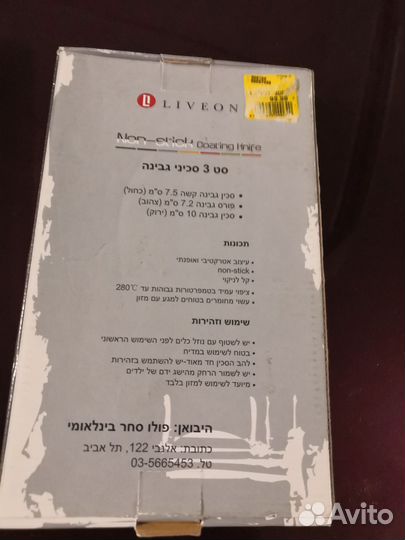 LIVEON
99.90
Non-stick Coating Knife
סט 3 סכיני גבינה
• סכין גבינה קשה 7.5 ס"מ (כחול)
• פורס גבינה 7.2 ס"מ (צהוב)
• סכין גבינה 10 ס"מ (ירוק)
תכונות
• עיצוב אטרקטיבי ואופנתי
• non-stick
• קל לניקוי
• ציפוי עמיד בטמפרטורות גבוהות עד 280℃
• עשוי מחומרים בטוחים למגע עם מזון
שימוש וזהירות
• יש לשטוף עם נוזל כלים לפני השימוש הראשוני
• בטוח לשימוש במדיח
• להב הסכין חד מאוד-יש להשתמש בזהירות
• יש לשמור הרחק מהישג ידם של ילדים
• מיועד לשימוש למזון בלבד
היבואן: פולו סחר בינלאומי
כתובת: אלנבי 122, תל אביב
טל. 03-5665453
Avito